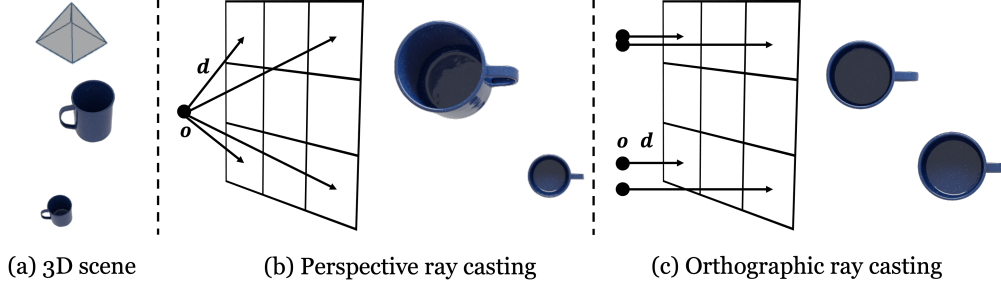 d
o
o d
(a) 3D scene
(b) Perspective ray casting
(c) Orthographic ray casting